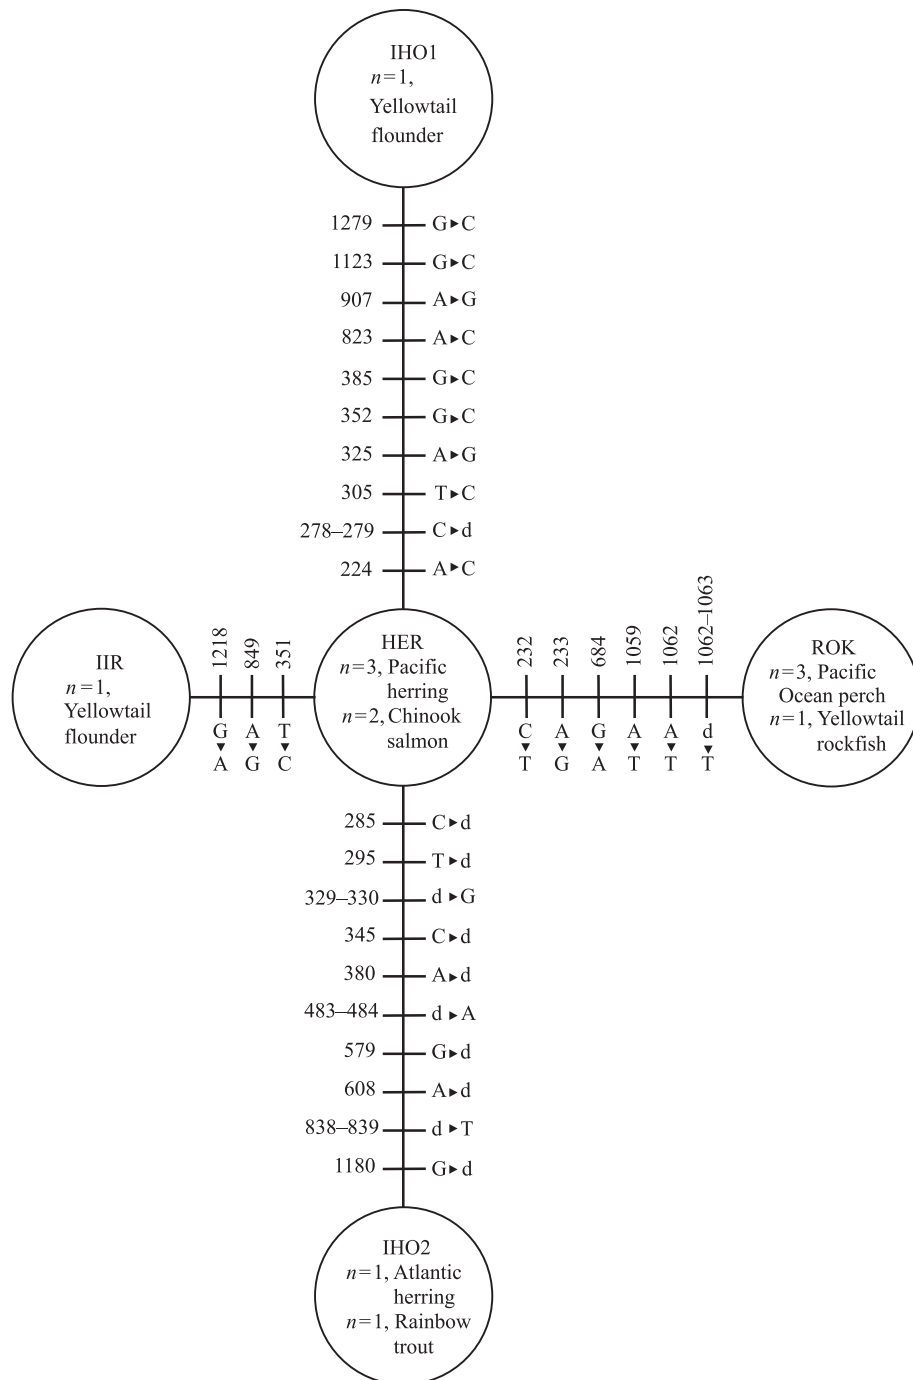 IHO1
n=1,
Yellowtail
flounder
1279 G▸C
1123 G▸C
907 A▸G
823 A▸C
385 G▸C
352 G▸C
325 A▸G
305 T▸C
278–279 C▸d
224 A▸C
IIR
n=1,
Yellowtail
flounder
1218 849 351
G A T
▾ ▾ ▾
A G C
HER
n=3, Pacific
herring
n=2, Chinook
salmon
232 233 684 1059 1062 1062–1063
C A G A A d
▾ ▾ ▾ ▾ ▾ ▾
T G A T T T
ROK
n=3, Pacific
Ocean perch
n=1, Yellowtail
rockfish
285 C▸d
295 T▸d
329–330 d▸G
345 C▸d
380 A▸d
483–484 d▸A
579 G▸d
608 A▸d
838–839 d▸T
1180 G▸d
IHO2
n=1, Atlantic
herring
n=1, Rainbow
trout